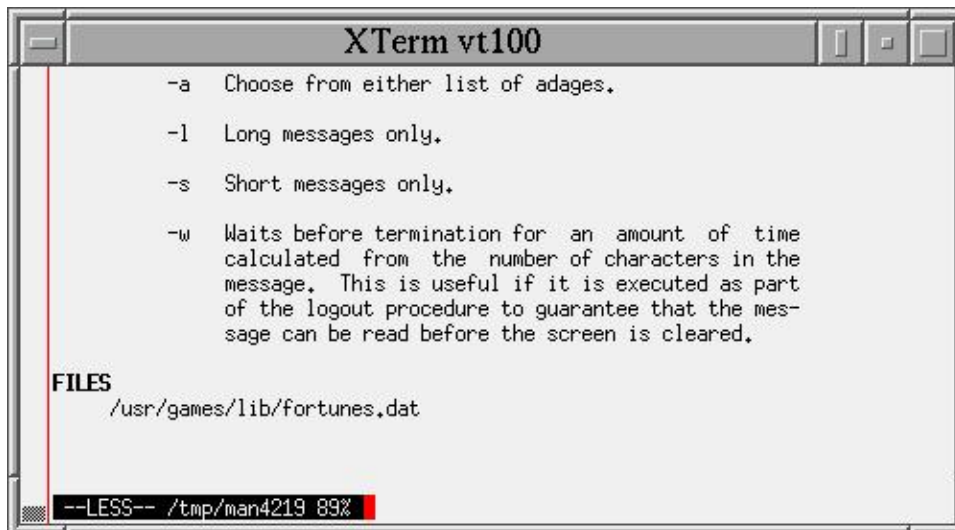 XTerm vt100
-a Choose from either list of adages.
-l Long messages only.
-s Short messages only.
-w Waits before termination for an amount of time
calculated from the number of characters in the
message. This is useful if it is executed as part
of the logout procedure to guarantee that the mes-
sage can be read before the screen is cleared.
FILES
/usr/games/lib/fortunes.dat
--LESS-- /tmp/man4219 89%